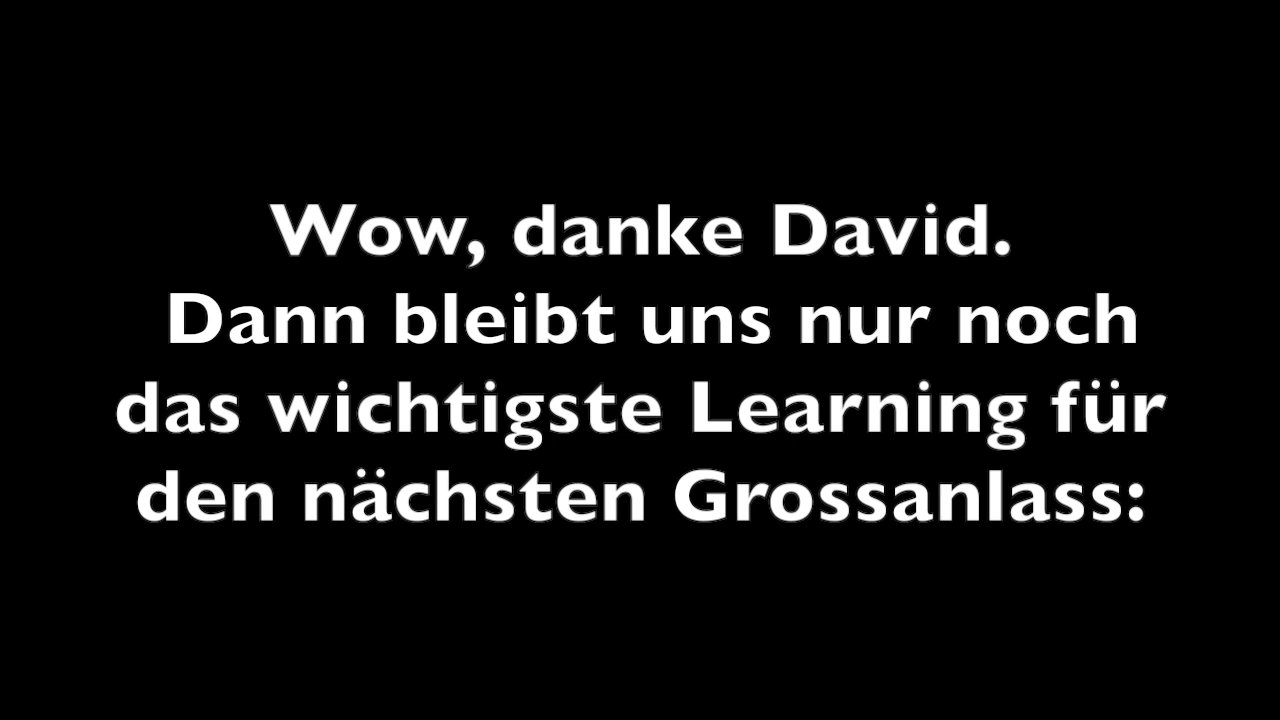 Wow, danke David.
Dann bleibt uns nur noch
das wichtigste Learning für
den nächsten Grossanlass: